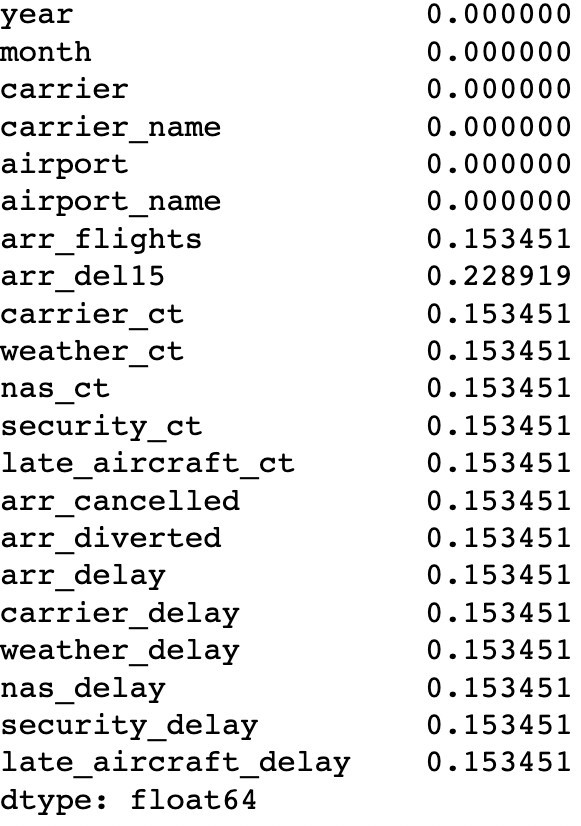 year 0.000000
month 0.000000
carrier 0.000000
carrier_name 0.000000
airport 0.000000
airport_name 0.000000
arr_flights 0.153451
arr_del15 0.228919
carrier_ct 0.153451
weather_ct 0.153451
nas_ct 0.153451
security_ct 0.153451
late_aircraft_ct 0.153451
arr_cancelled 0.153451
arr_diverted 0.153451
arr_delay 0.153451
carrier_delay 0.153451
weather_delay 0.153451
nas_delay 0.153451
security_delay 0.153451
late_aircraft_delay 0.153451
dtype: float64